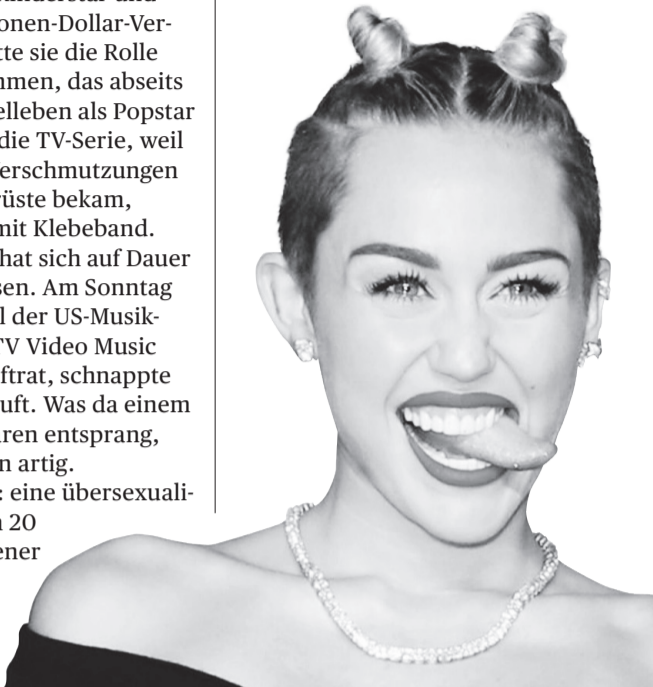 onen-Dollar-Ver-
tte sie die Rolle
mmen, das abseits
elleben als Popstar
die TV-Serie, weil
erschmutzungen
rüste bekam,
mit Klebeband.
hat sich auf Dauer
sen. Am Sonntag
l der US-Musik-
TV Video Music
ftrat, schnappte
uft. Was da einem
ren entsprang,
n artig.
: eine übersexuali-
20
ener